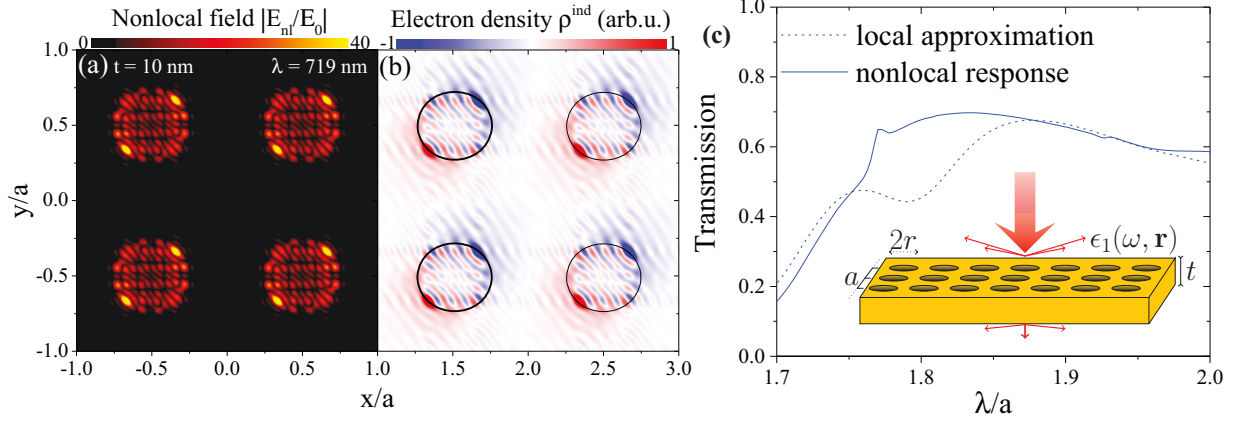 Nonlocal field |E_nl/E_0|
0 40
(a) t = 10 nm λ = 719 nm
1.0
0.5
0.0
-0.5
-1.0
y/a
-1.0 -0.5 0.0 0.5 1.0
Electron density ρ^ind (arb.u.)
-1 1
(b)
1.5 2.0 2.5 3.0
x/a
(c)
local approximation
nonlocal response
Transmission
1.0
0.8
0.6
0.4
0.2
0.0
1.7 1.8 1.9 2.0
λ/a
2r
a
ϵ₁(ω, r)
t